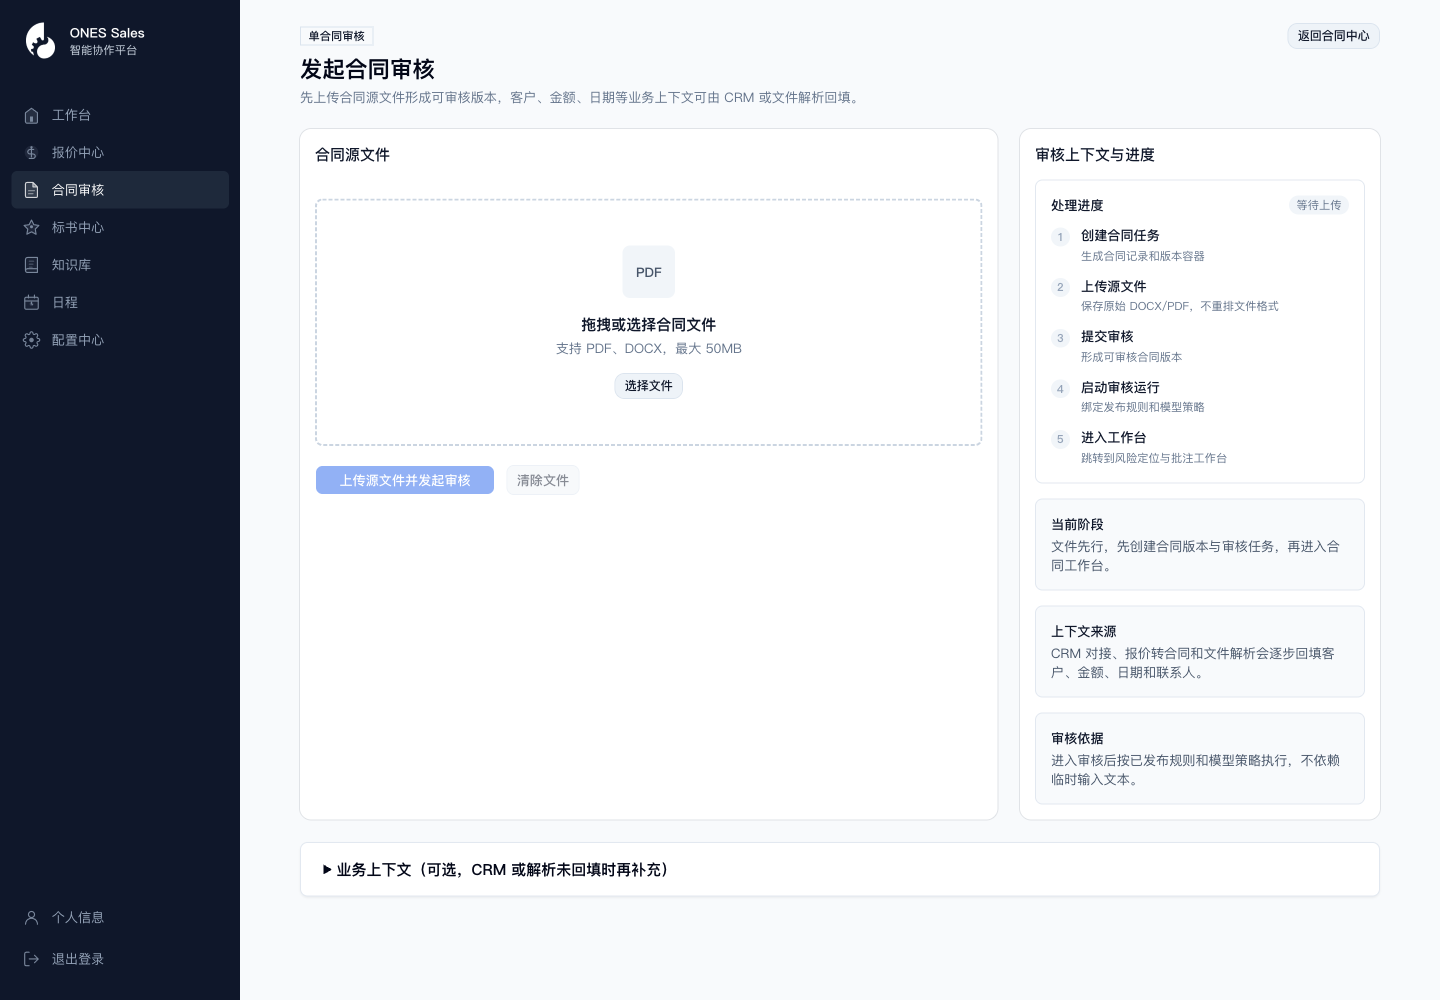 ONES Sales
智能协作平台
工作台
报价中心
合同审核
标书中心
知识库
日程
配置中心
个人信息
退出登录
单合同审核
返回合同中心
发起合同审核
先上传合同源文件形成可审核版本，客户、金额、日期等业务上下文可由 CRM 或文件解析回填。
合同源文件
PDF
拖拽或选择合同文件
支持 PDF、DOCX，最大 50MB
选择文件
上传源文件并发起审核
清除文件
审核上下文与进度
处理进度
等待上传
1
创建合同任务
生成合同记录和版本容器
2
上传源文件
保存原始 DOCX/PDF，不重排文件格式
3
提交审核
形成可审核合同版本
4
启动审核运行
绑定发布规则和模型策略
5
进入工作台
跳转到风险定位与批注工作台
当前阶段
文件先行，先创建合同版本与审核任务，再进入合
同工作台。
上下文来源
CRM 对接、报价转合同和文件解析会逐步回填客
户、金额、日期和联系人。
审核依据
进入审核后按已发布规则和模型策略执行，不依赖
临时输入文本。
业务上下文（可选，CRM 或解析未回填时再补充）